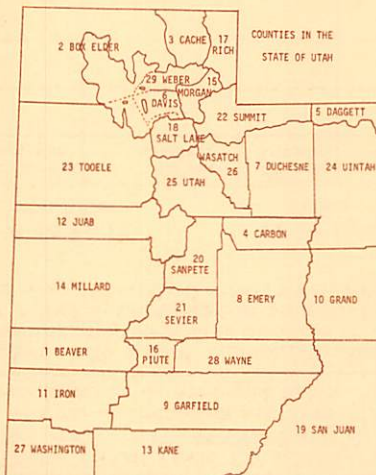 COUNTIES IN THE
STATE OF UTAH
2 BOX ELDER
3 CACHE
17
RICH
29 WEBER
15
MORGAN
6
DAVIS
22 SUMMIT
5 DAGGETT
18
SALT LAKE
23 TOOELE
WASATCH
26
7 DUCHESNE
24 UINTAH
25 UTAH
12 JUAB
4 CARBON
20
SANPETE
14 MILLARD
8 EMERY
10 GRAND
21
SEVIER
1 BEAVER
16
PIUTE
28 WAYNE
11 IRON
9 GARFIELD
19 SAN JUAN
27 WASHINGTON
13 KANE